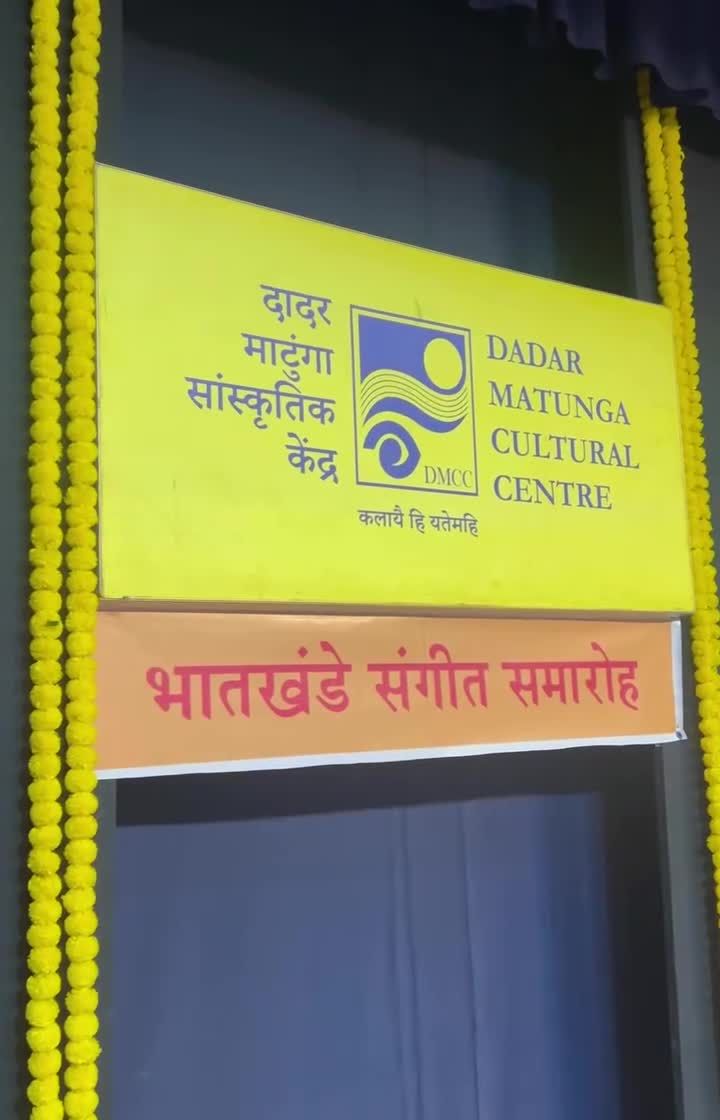 दादर
माटुंगा
सांस्कृतिक
केंद्र
DMCC
DADAR
MATUNGA
CULTURAL
CENTRE
कलायै हि यतेमहि
भातखंडे संगीत समारोह